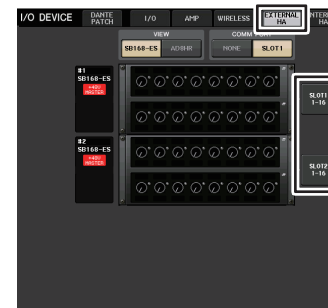 I/O DEVICE
DANTE PATCH
I/O
AMP
WIRELESS
EXTERNAL HA
VIEW
SB168-ES
AD8HR
NONE
SLOT1
#1
SB168-ES
+48V
MASTER
#2
SB168-ES
+48V
MASTER
SLOT1
1-16
SLOT2
1-16